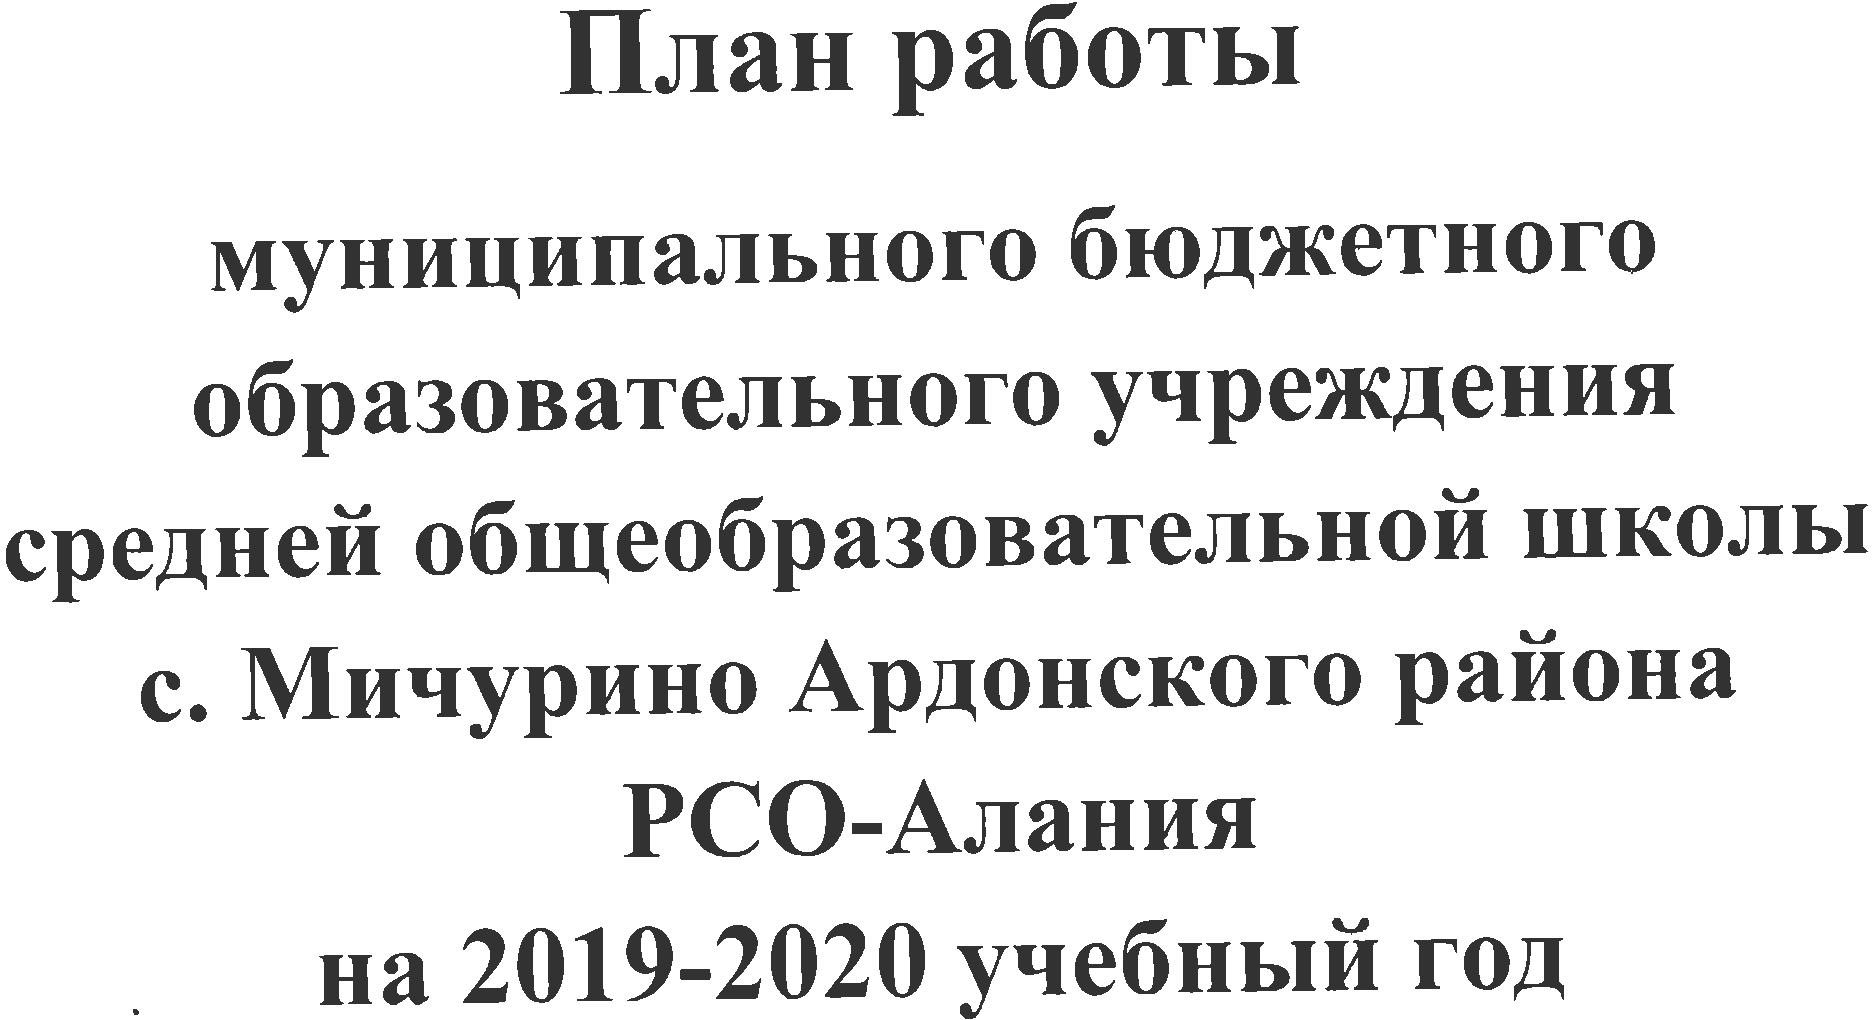 План работы
муниципального бюджетного
образовательного учреждения
средней общеобразовательной школы
с. Мичурино Ардонского района
РСО-Алания
на 2019-2020 учебный год